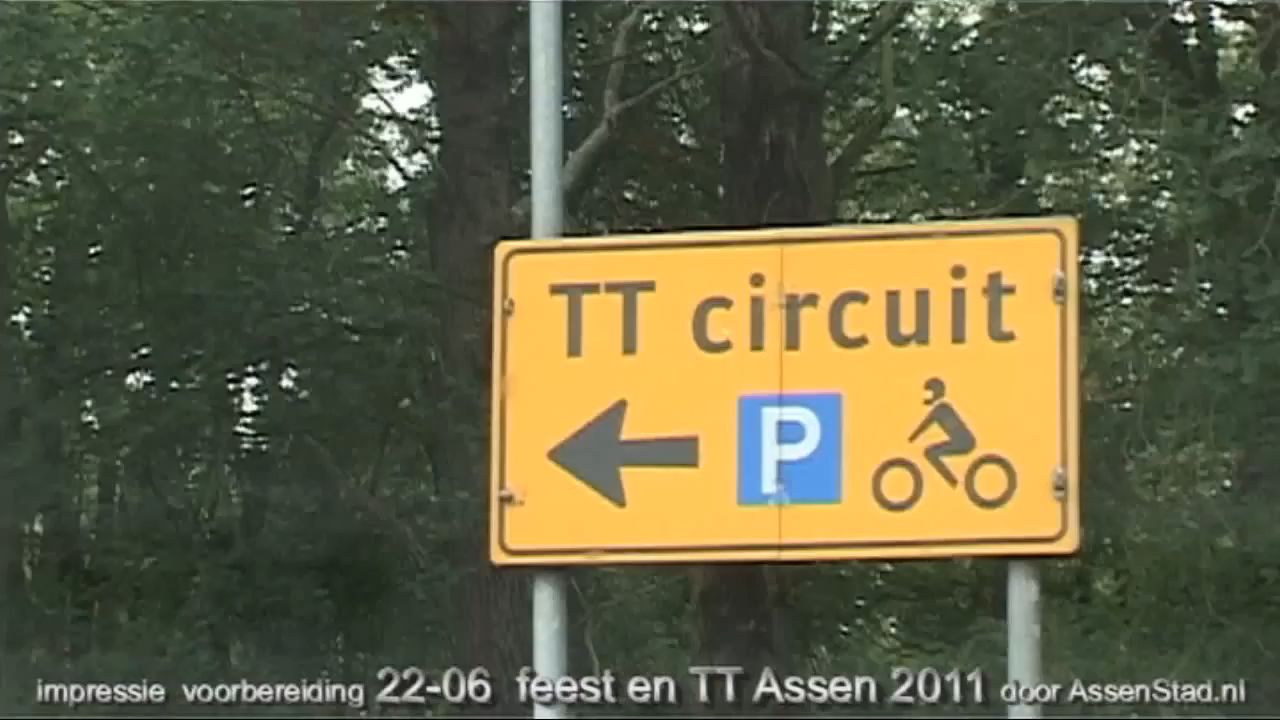 TT circuit
P
impressie voorbereiding 22-06 feest en TT Assen 2011 door AssenStad.nl